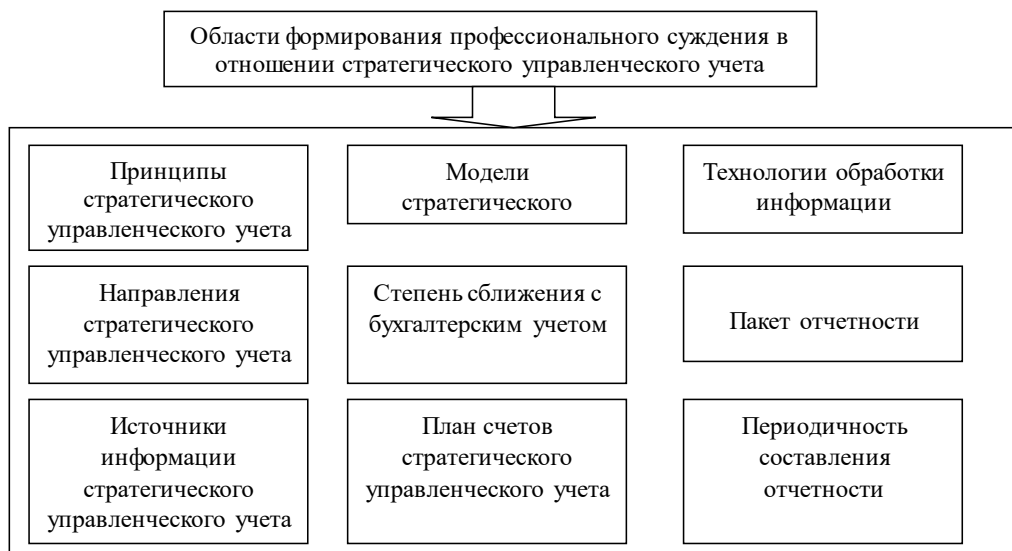 Области формирования профессионального суждения в
отношении стратегического управленческого учета
Принципы
стратегического
управленческого учета
Модели
стратегического
Технологии обработки
информации
Направления
стратегического
управленческого учета
Степень сближения с
бухгалтерским учетом
Пакет отчетности
Источники
информации
стратегического
управленческого учета
План счетов
стратегического
управленческого учета
Периодичность
составления
отчетности